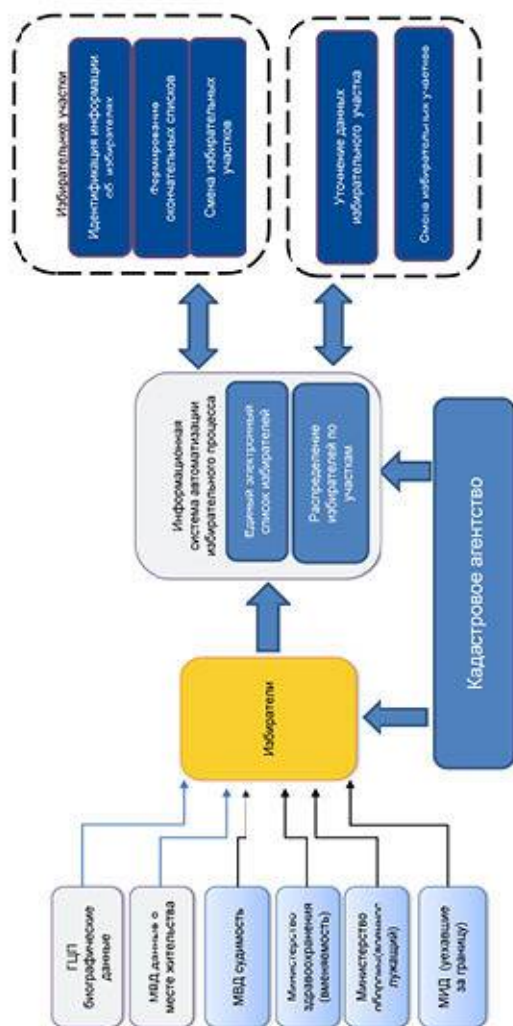 ГЦП
биографические
данные
МВД данные о
месте жительства
МВД судимость
Министерство
здравоохранения
(вменяемость)
Министерство
МИД (уехавшие
за границу)
Избиратели
Кадастровое агентство
Информационная
система автоматизации
избирательного процесса
Единый электронный
список избирателей
Распределение
избирателей по
участкам
Избирательные участки
Идентификация информации
об избирателях
Формирование
окончательных списков
Смена избирательных
участков
Уточнение данных
избирательного участка
Смена избирательных участков